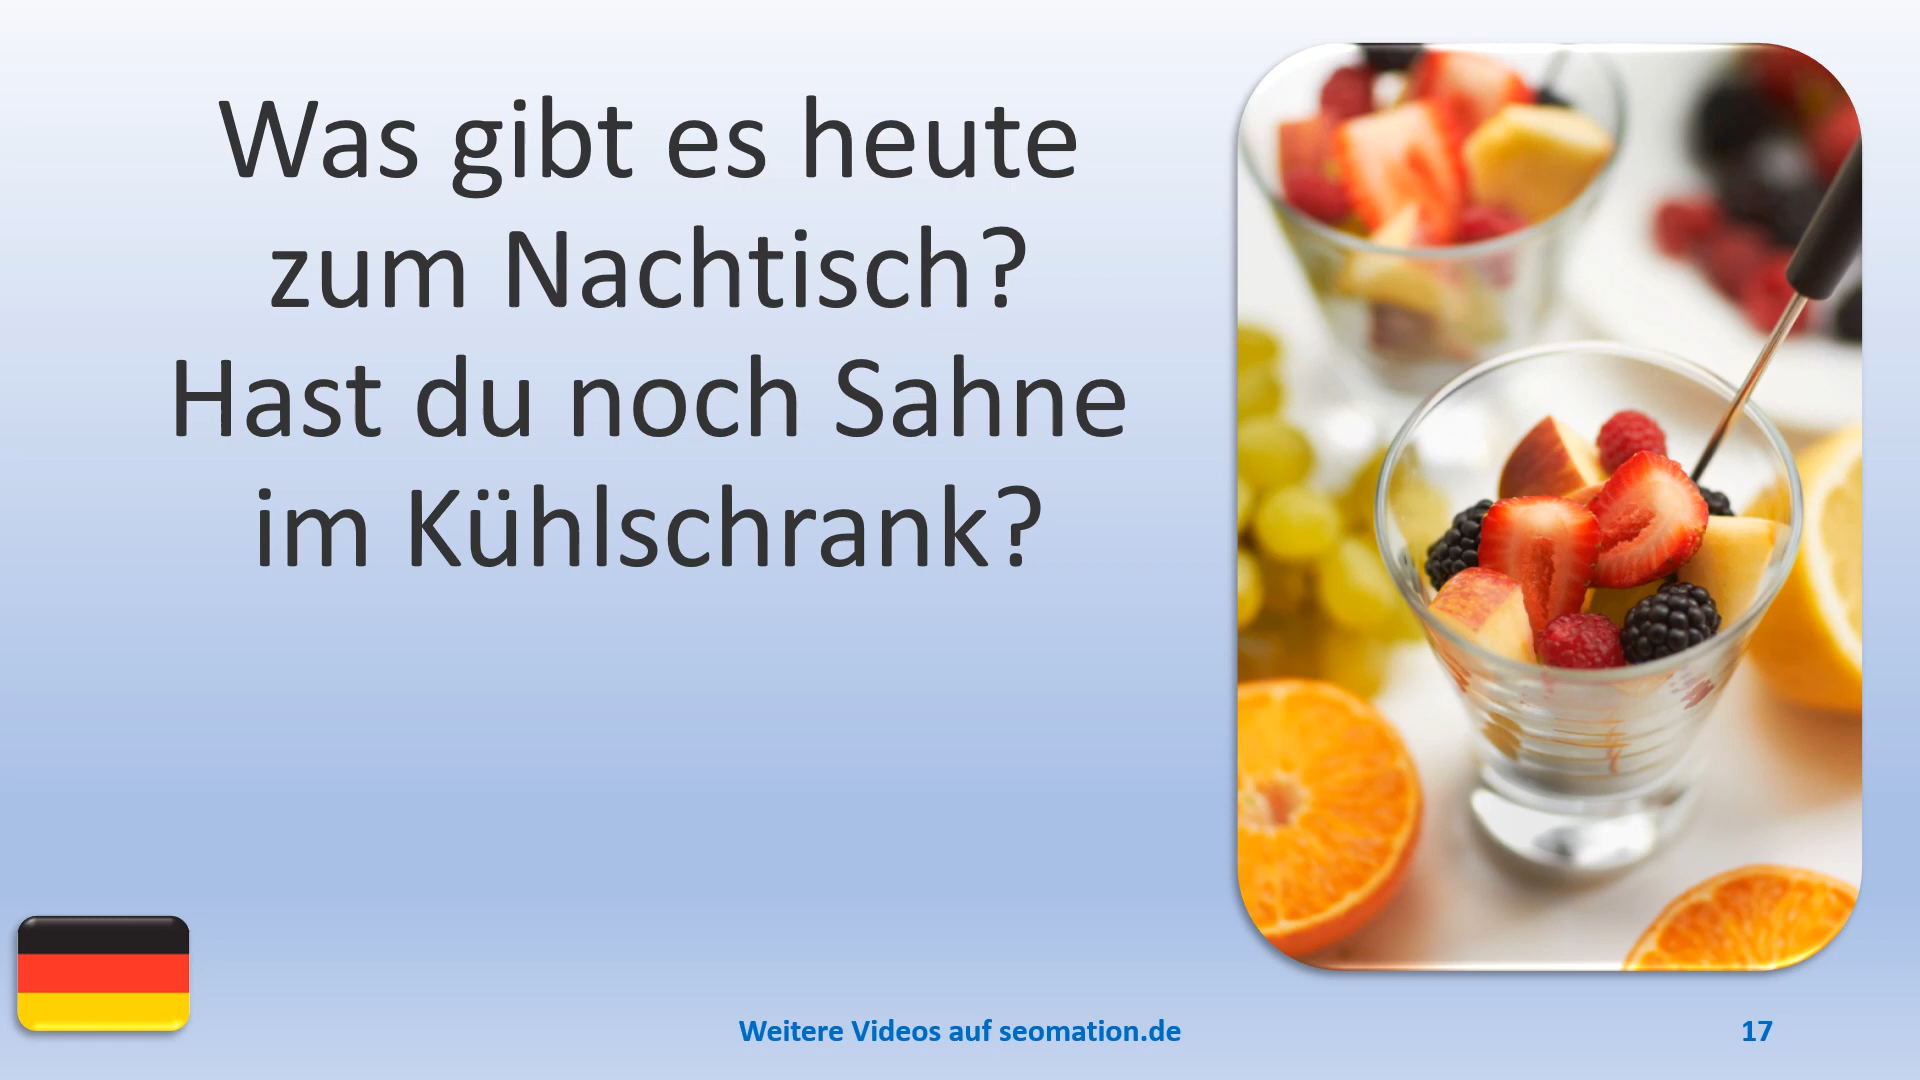 Was gibt es heute
zum Nachtisch?
Hast du noch Sahne
im Kühlschrank?
Weitere Videos auf seomation.de
17